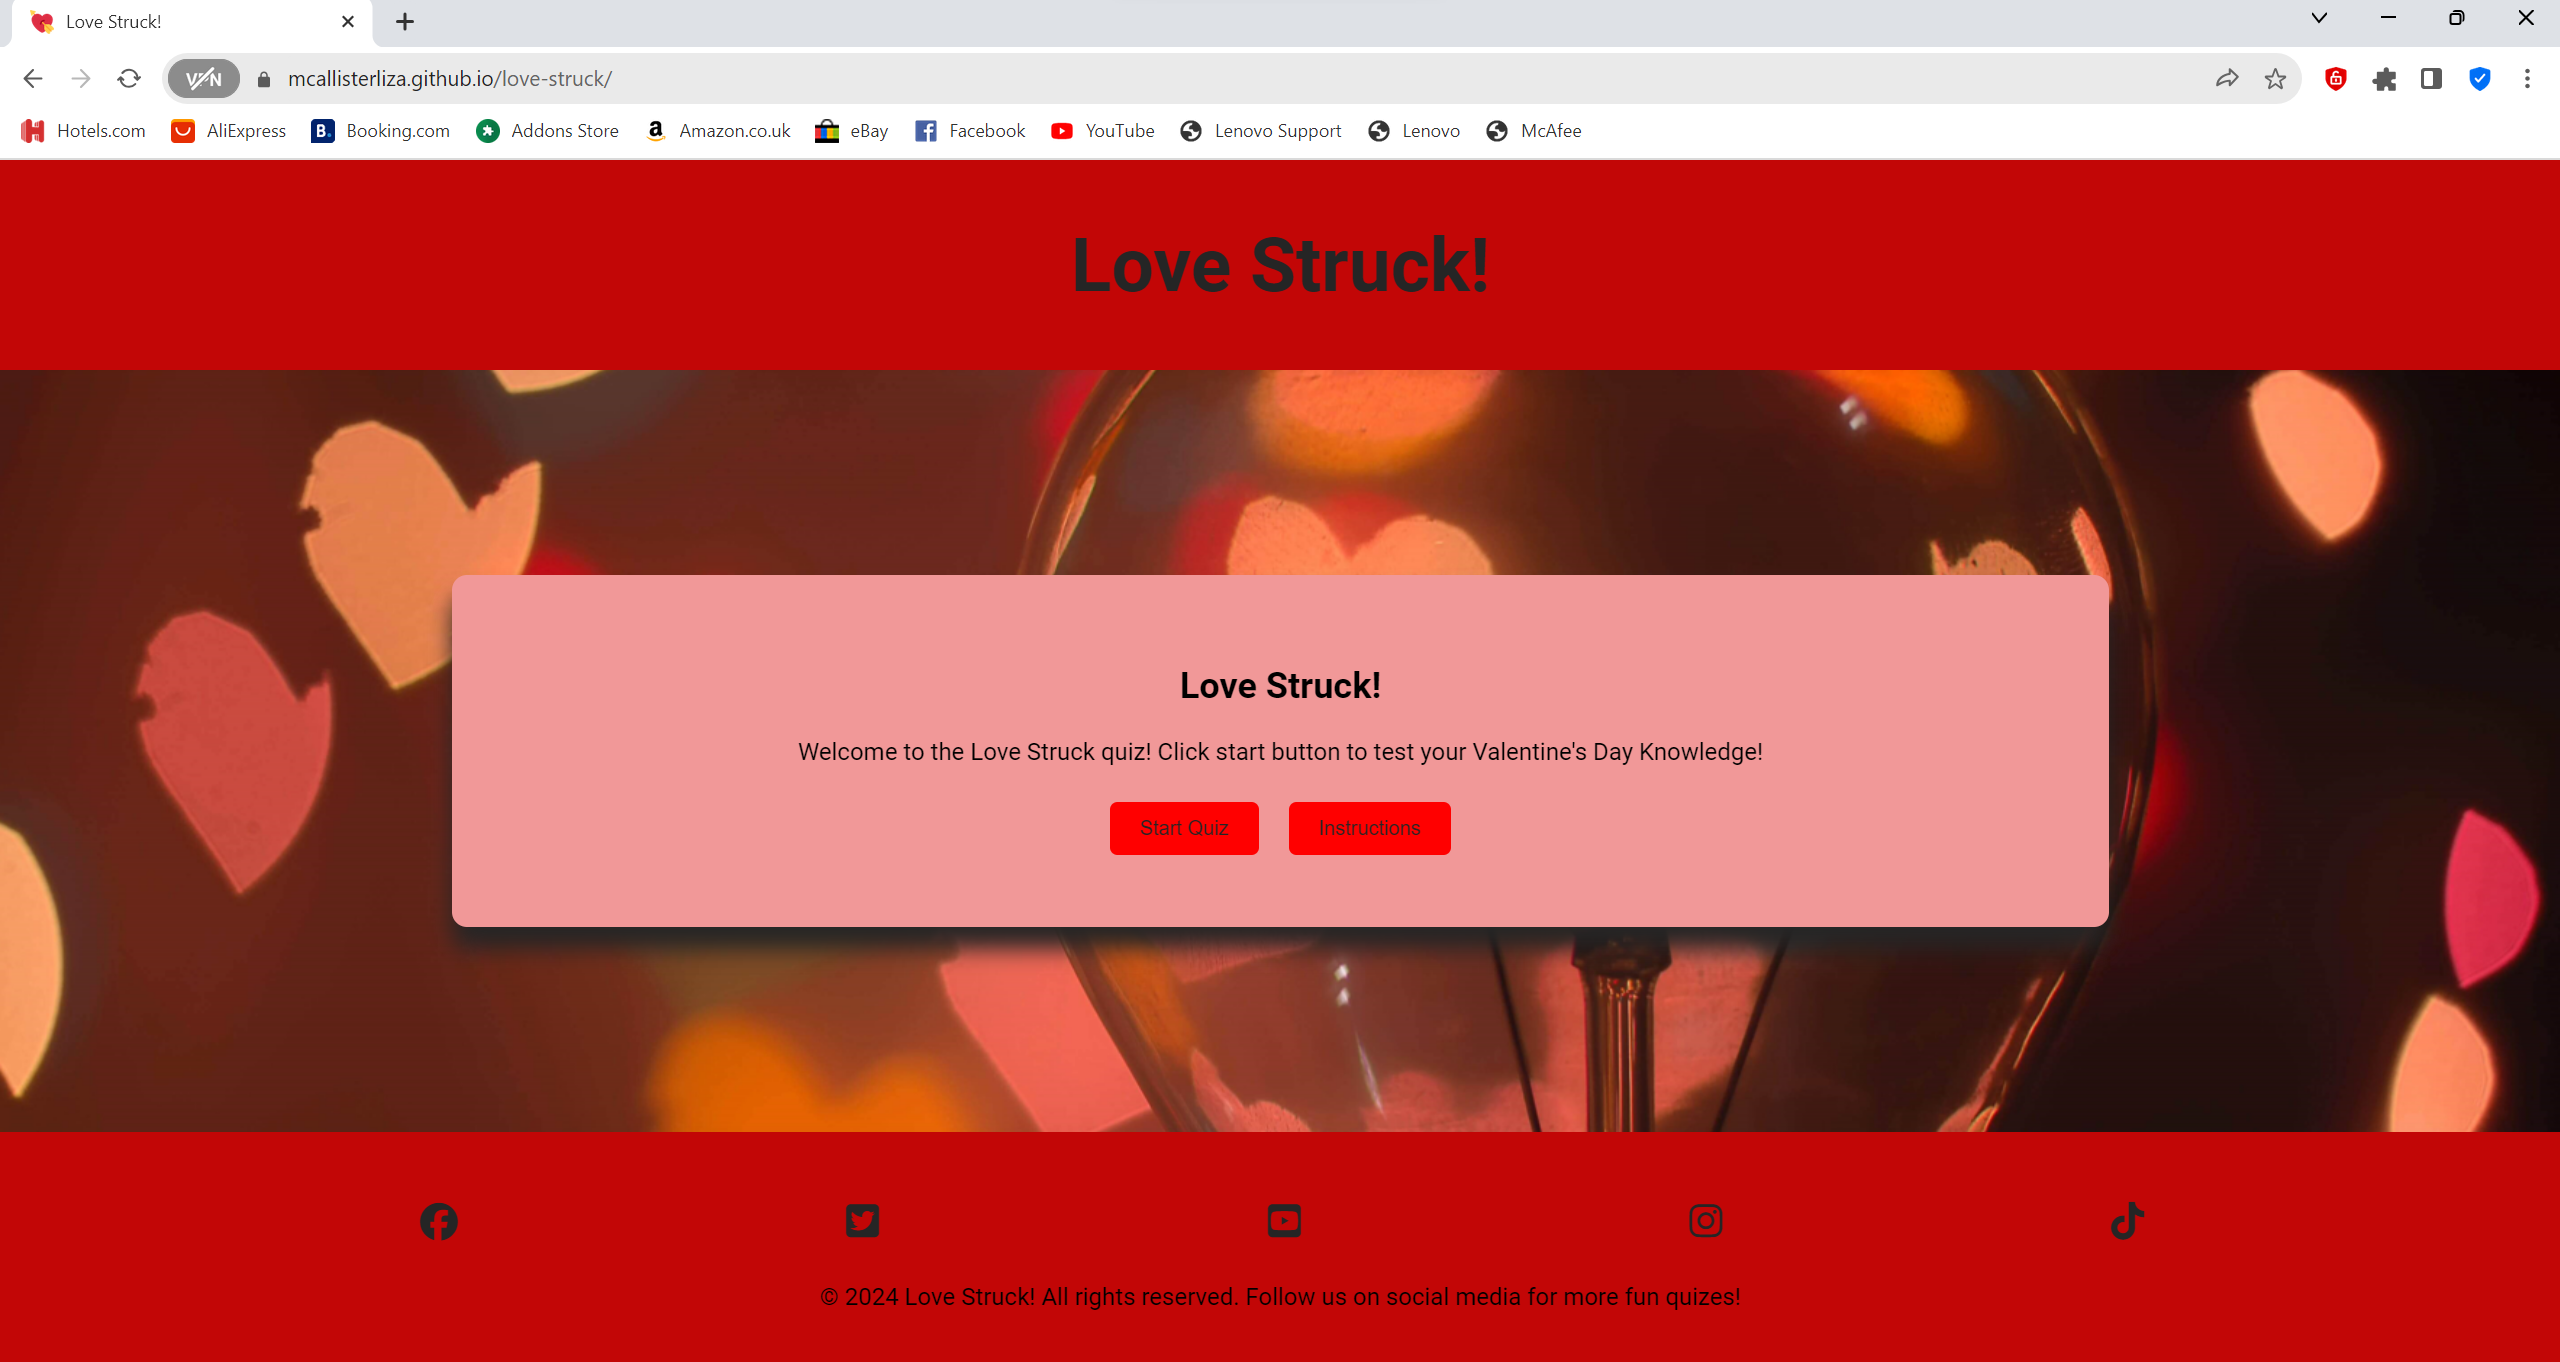 Love Struck!
VPN
mcallisterliza.github.io/love-struck/
Hotels.com AliExpress Booking.com Addons Store Amazon.co.uk eBay Facebook YouTube Lenovo Support Lenovo McAfee
Love Struck!
Love Struck!
Welcome to the Love Struck quiz! Click start button to test your Valentine's Day Knowledge!
Start Quiz Instructions
© 2024 Love Struck! All rights reserved. Follow us on social media for more fun quizes!